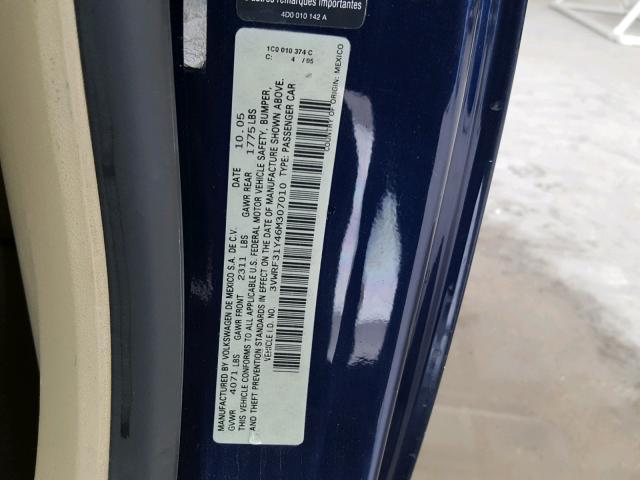 d'autres remarques importantes
4D0 010 142 A
1C0 010 374 C
C: 4 /05
MANUFACTURED BY VOLKSWAGEN DE MEXICO S.A. DE C.V. DATE 10.05
GVWR 4071 LBS GAWR FRONT 2311 LBS GAWR REAR 1775 LBS
THIS VEHICLE CONFORMS TO ALL APPLICABLE U.S. FEDERAL MOTOR VEHICLE SAFETY, BUMPER,
AND THEFT PREVENTION STANDARDS IN EFFECT ON THE DATE OF MANUFACTURE SHOWN ABOVE.
VEHICLE I.D. NO. 3VWRF31Y46M307010 TYPE: PASSENGER CAR
COUNTRY OF ORIGIN: MEXICO